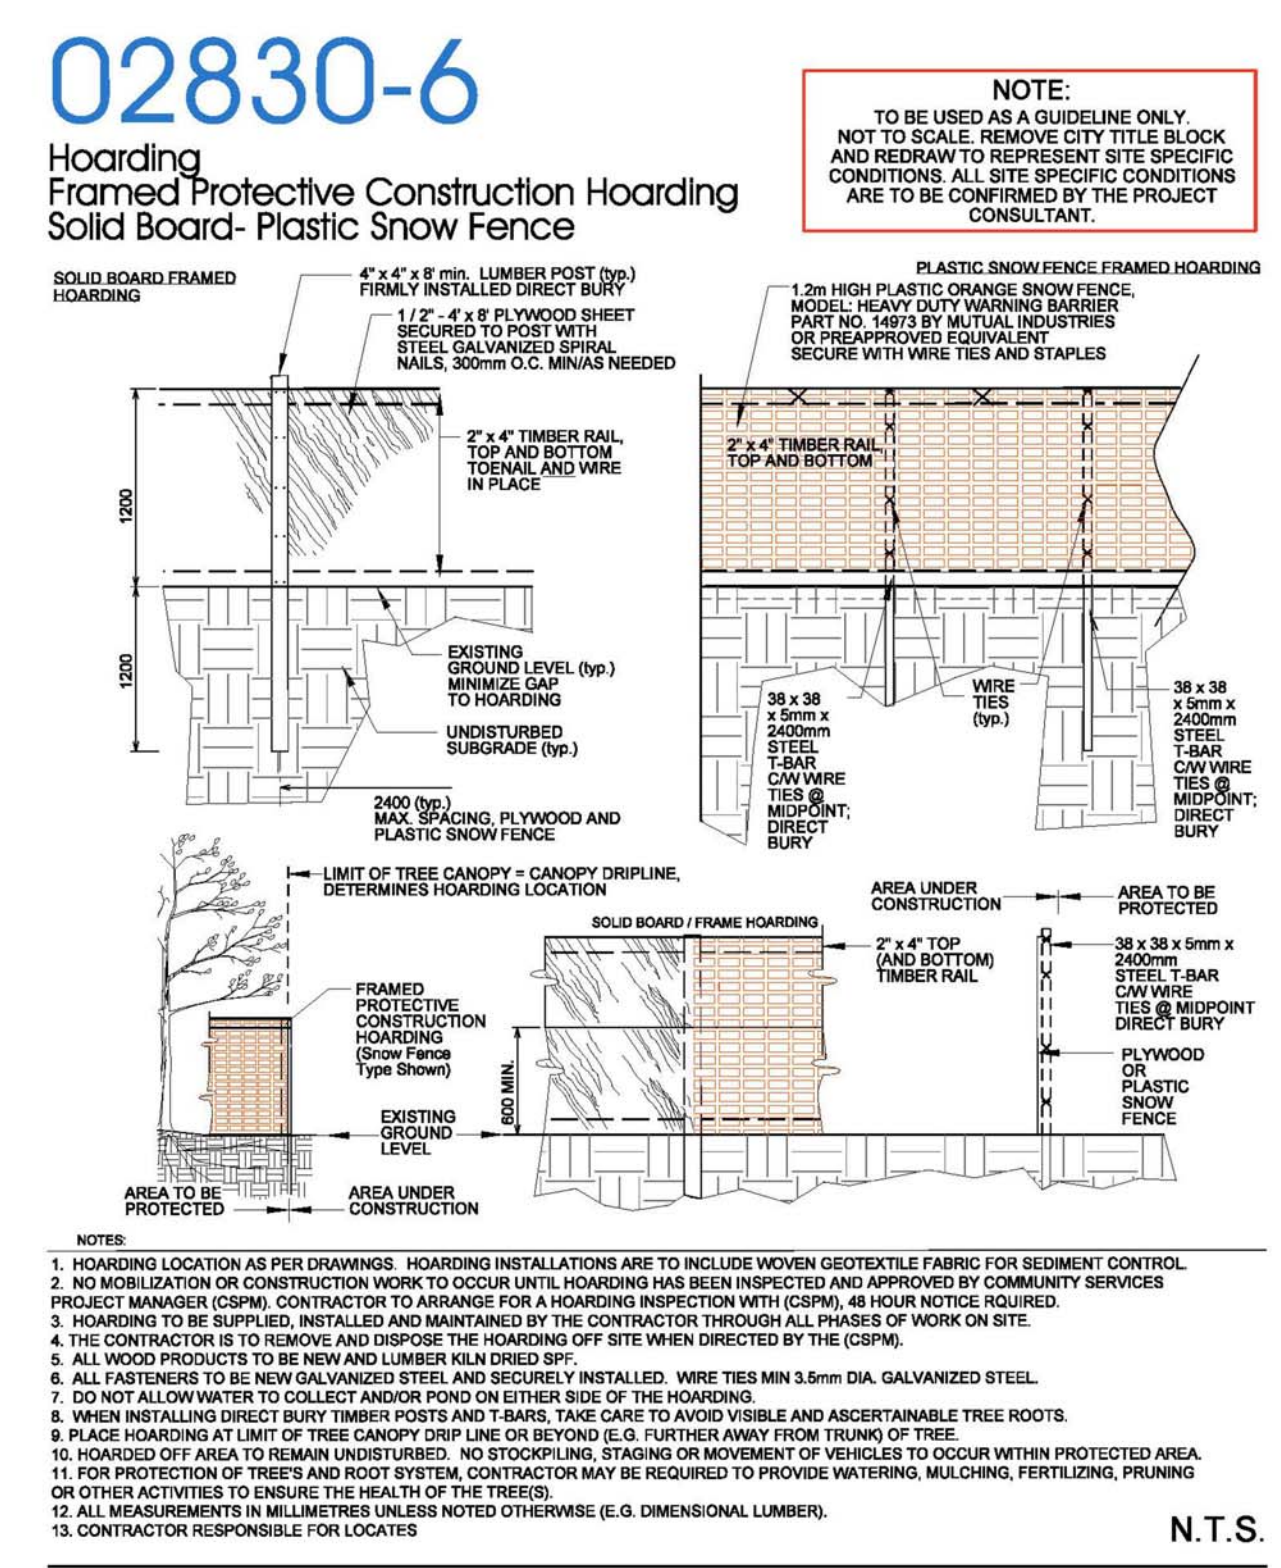 02830-6
Hoarding
Framed Protective Construction Hoarding
Solid Board- Plastic Snow Fence
NOTE:
TO BE USED AS A GUIDELINE ONLY.
NOT TO SCALE. REMOVE CITY TITLE BLOCK
AND REDRAW TO REPRESENT SITE SPECIFIC
CONDITIONS. ALL SITE SPECIFIC CONDITIONS
ARE TO BE CONFIRMED BY THE PROJECT
CONSULTANT.
SOLID BOARD FRAMED
HOARDING
4" x 4" x 8' min. LUMBER POST (typ.)
FIRMLY INSTALLED DIRECT BURY
1 / 2" - 4' x 8' PLYWOOD SHEET
SECURED TO POST WITH
STEEL GALVANIZED SPIRAL
NAILS, 300mm O.C. MIN/AS NEEDED
2" x 4" TIMBER RAIL,
TOP AND BOTTOM
TOENAIL AND WIRE
IN PLACE
1200
1200
EXISTING
GROUND LEVEL (typ.)
MINIMIZE GAP
TO HOARDING
UNDISTURBED
SUBGRADE (typ.)
2400 (typ.)
MAX. SPACING, PLYWOOD AND
PLASTIC SNOW FENCE
PLASTIC SNOW FENCE FRAMED HOARDING
1.2m HIGH PLASTIC ORANGE SNOW FENCE,
MODEL: HEAVY DUTY WARNING BARRIER
PART NO. 14973 BY MUTUAL INDUSTRIES
OR PREAPPROVED EQUIVALENT
SECURE WITH WIRE TIES AND STAPLES
2" x 4" TIMBER RAIL,
TOP AND BOTTOM
38 x 38
x 5mm x
2400mm
STEEL
T-BAR
C/W WIRE
TIES @
MIDPOINT;
DIRECT
BURY
WIRE
TIES
(typ.)
38 x 38
x 5mm x
2400mm
STEEL
T-BAR
C/W WIRE
TIES @
MIDPOINT;
DIRECT
BURY
LIMIT OF TREE CANOPY = CANOPY DRIPLINE,
DETERMINES HOARDING LOCATION
FRAMED
PROTECTIVE
CONSTRUCTION
HOARDING
(Snow Fence
Type Shown)
EXISTING
GROUND
LEVEL
AREA TO BE
PROTECTED
AREA UNDER
CONSTRUCTION
SOLID BOARD / FRAME HOARDING
2" x 4" TOP
(AND BOTTOM)
TIMBER RAIL
600 MIN.
AREA UNDER
CONSTRUCTION
AREA TO BE
PROTECTED
38 x 38 x 5mm x
2400mm
STEEL T-BAR
C/W WIRE
TIES @ MIDPOINT
DIRECT BURY
PLYWOOD
OR
PLASTIC
SNOW
FENCE
NOTES:
1. HOARDING LOCATION AS PER DRAWINGS. HOARDING INSTALLATIONS ARE TO INCLUDE WOVEN GEOTEXTILE FABRIC FOR SEDIMENT CONTROL.
2. NO MOBILIZATION OR CONSTRUCTION WORK TO OCCUR UNTIL HOARDING HAS BEEN INSPECTED AND APPROVED BY COMMUNITY SERVICES
PROJECT MANAGER (CSPM). CONTRACTOR TO ARRANGE FOR A HOARDING INSPECTION WITH (CSPM), 48 HOUR NOTICE RQUIRED.
3. HOARDING TO BE SUPPLIED, INSTALLED AND MAINTAINED BY THE CONTRACTOR THROUGH ALL PHASES OF WORK ON SITE.
4. THE CONTRACTOR IS TO REMOVE AND DISPOSE THE HOARDING OFF SITE WHEN DIRECTED BY THE (CSPM).
5. ALL WOOD PRODUCTS TO BE NEW AND LUMBER KILN DRIED SPF.
6. ALL FASTENERS TO BE NEW GALVANIZED STEEL AND SECURELY INSTALLED. WIRE TIES MIN 3.5mm DIA. GALVANIZED STEEL.
7. DO NOT ALLOW WATER TO COLLECT AND/OR POND ON EITHER SIDE OF THE HOARDING.
8. WHEN INSTALLING DIRECT BURY TIMBER POSTS AND T-BARS, TAKE CARE TO AVOID VISIBLE AND ASCERTAINABLE TREE ROOTS.
9. PLACE HOARDING AT LIMIT OF TREE CANOPY DRIP LINE OR BEYOND (E.G. FURTHER AWAY FROM TRUNK) OF TREE.
10. HOARDED OFF AREA TO REMAIN UNDISTURBED. NO STOCKPILING, STAGING OR MOVEMENT OF VEHICLES TO OCCUR WITHIN PROTECTED AREA.
11. FOR PROTECTION OF TREE'S AND ROOT SYSTEM, CONTRACTOR MAY BE REQUIRED TO PROVIDE WATERING, MULCHING, FERTILIZING, PRUNING
OR OTHER ACTIVITIES TO ENSURE THE HEALTH OF THE TREE(S).
12. ALL MEASUREMENTS IN MILLIMETRES UNLESS NOTED OTHERWISE (E.G. DIMENSIONAL LUMBER).
13. CONTRACTOR RESPONSIBLE FOR LOCATES
N.T.S.